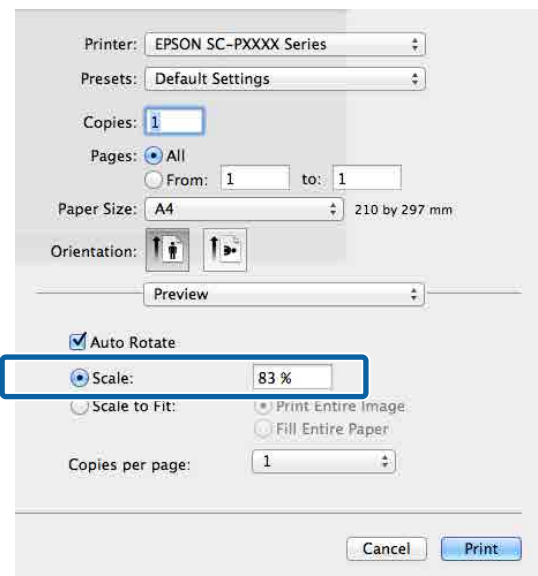 Printer: EPSON SC-PXXXX Series
Presets: Default Settings
Copies: 1
Pages: All
From: 1 to: 1
Paper Size: A4 210 by 297 mm
Orientation:
Preview
Auto Rotate
Scale: 83 %
Scale to Fit: Print Entire Image
Fill Entire Paper
Copies per page: 1
Cancel Print